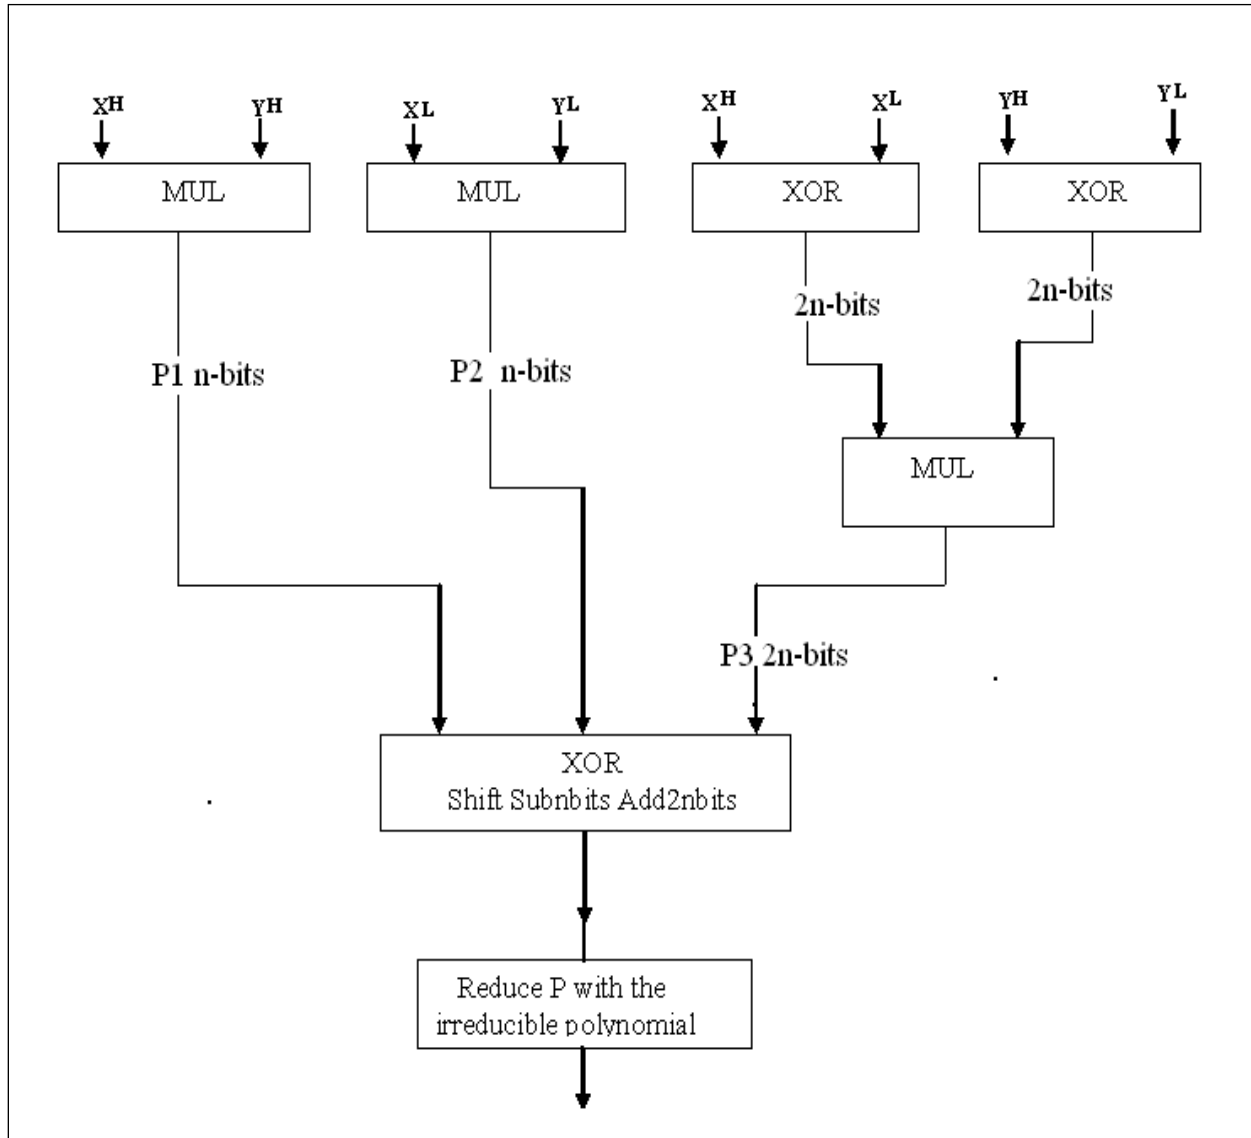 XH YH XL YL XH XL YH YL
MUL MUL XOR XOR
2n-bits 2n-bits
P1 n-bits P2 n-bits
MUL
P3 2n-bits
XOR
Shift Subnbits Add2nbits
Reduce P with the
irreducible polynomial